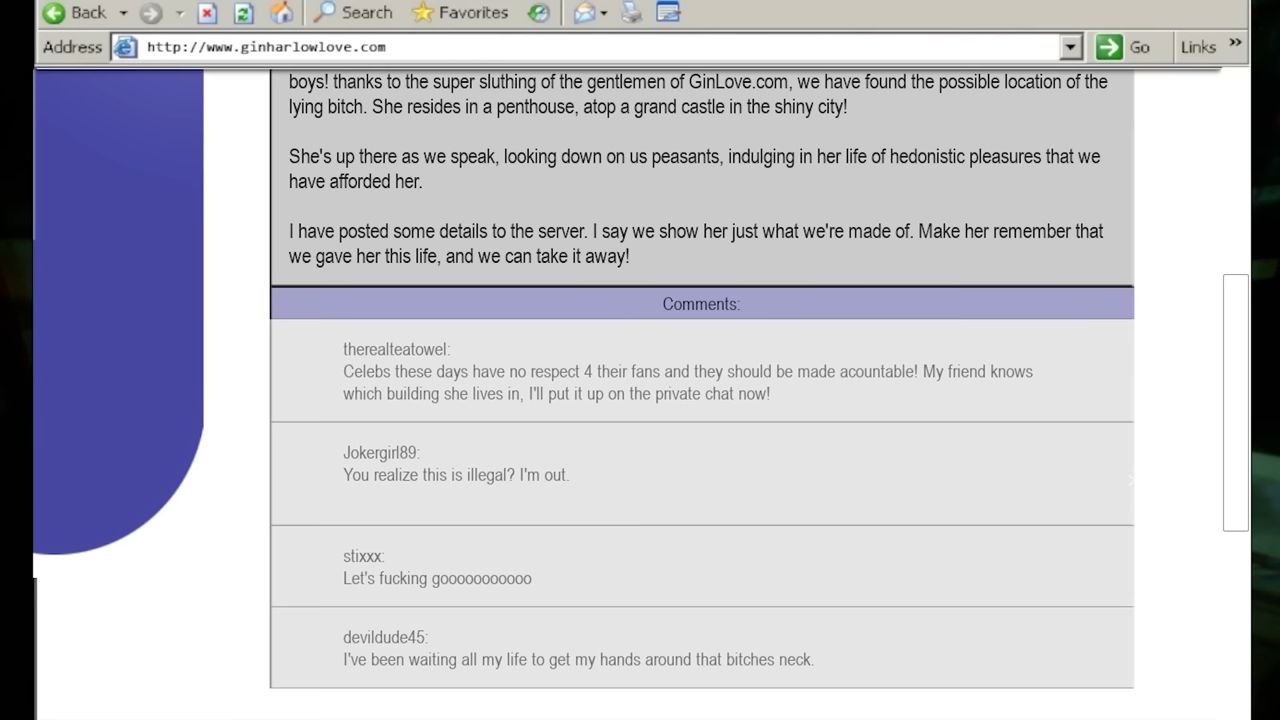 Back Search Favorites
Address http://www.ginharlowlove.com Go Links »
boys! thanks to the super sluthing of the gentlemen of GinLove.com, we have found the possible location of the
lying bitch. She resides in a penthouse, atop a grand castle in the shiny city!
She's up there as we speak, looking down on us peasants, indulging in her life of hedonistic pleasures that we
have afforded her.
I have posted some details to the server. I say we show her just what we're made of. Make her remember that
we gave her this life, and we can take it away!
Comments:
therealteatowel:
Celebs these days have no respect 4 their fans and they should be made acountable! My friend knows
which building she lives in, I'll put it up on the private chat now!
Jokergirl89:
You realize this is illegal? I'm out.
stixxx:
Let's fucking gooooooooooo
devildude45:
I've been waiting all my life to get my hands around that bitches neck.